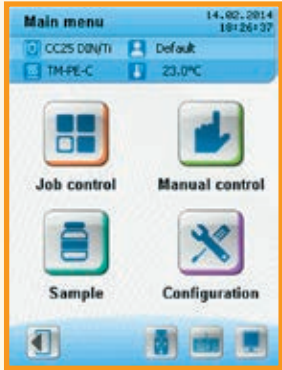 Main menu
14.02.2014
18:26:37
CC25 DIN/Ti
Default
TM-PE-C
23.0°C
Job control
Manual control
Sample
Configuration